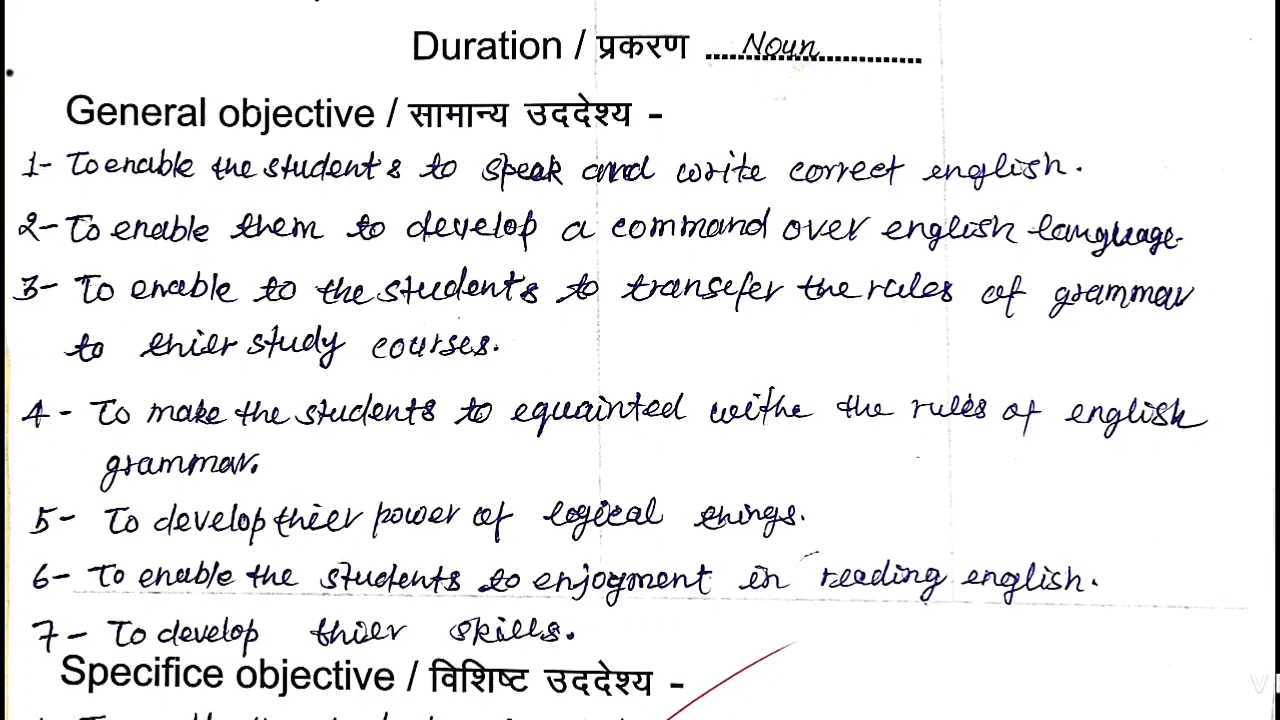 Duration / प्रकरण ....Noun....
General objective / सामान्य उददेश्य -
1- To enable the students to speak and write correct english.
2- To enable them to develop a command over english language.
3- To enable to the students to transefer the rules of grammar
to thier study courses.
4- To make the students to equainted withe the rules of english
grammar.
5- To develop thier power of logical things.
6- To enable the students to enjoyment in reading english.
7- To develop thier skills.
Specifice objective / विशिष्ट उददेश्य -